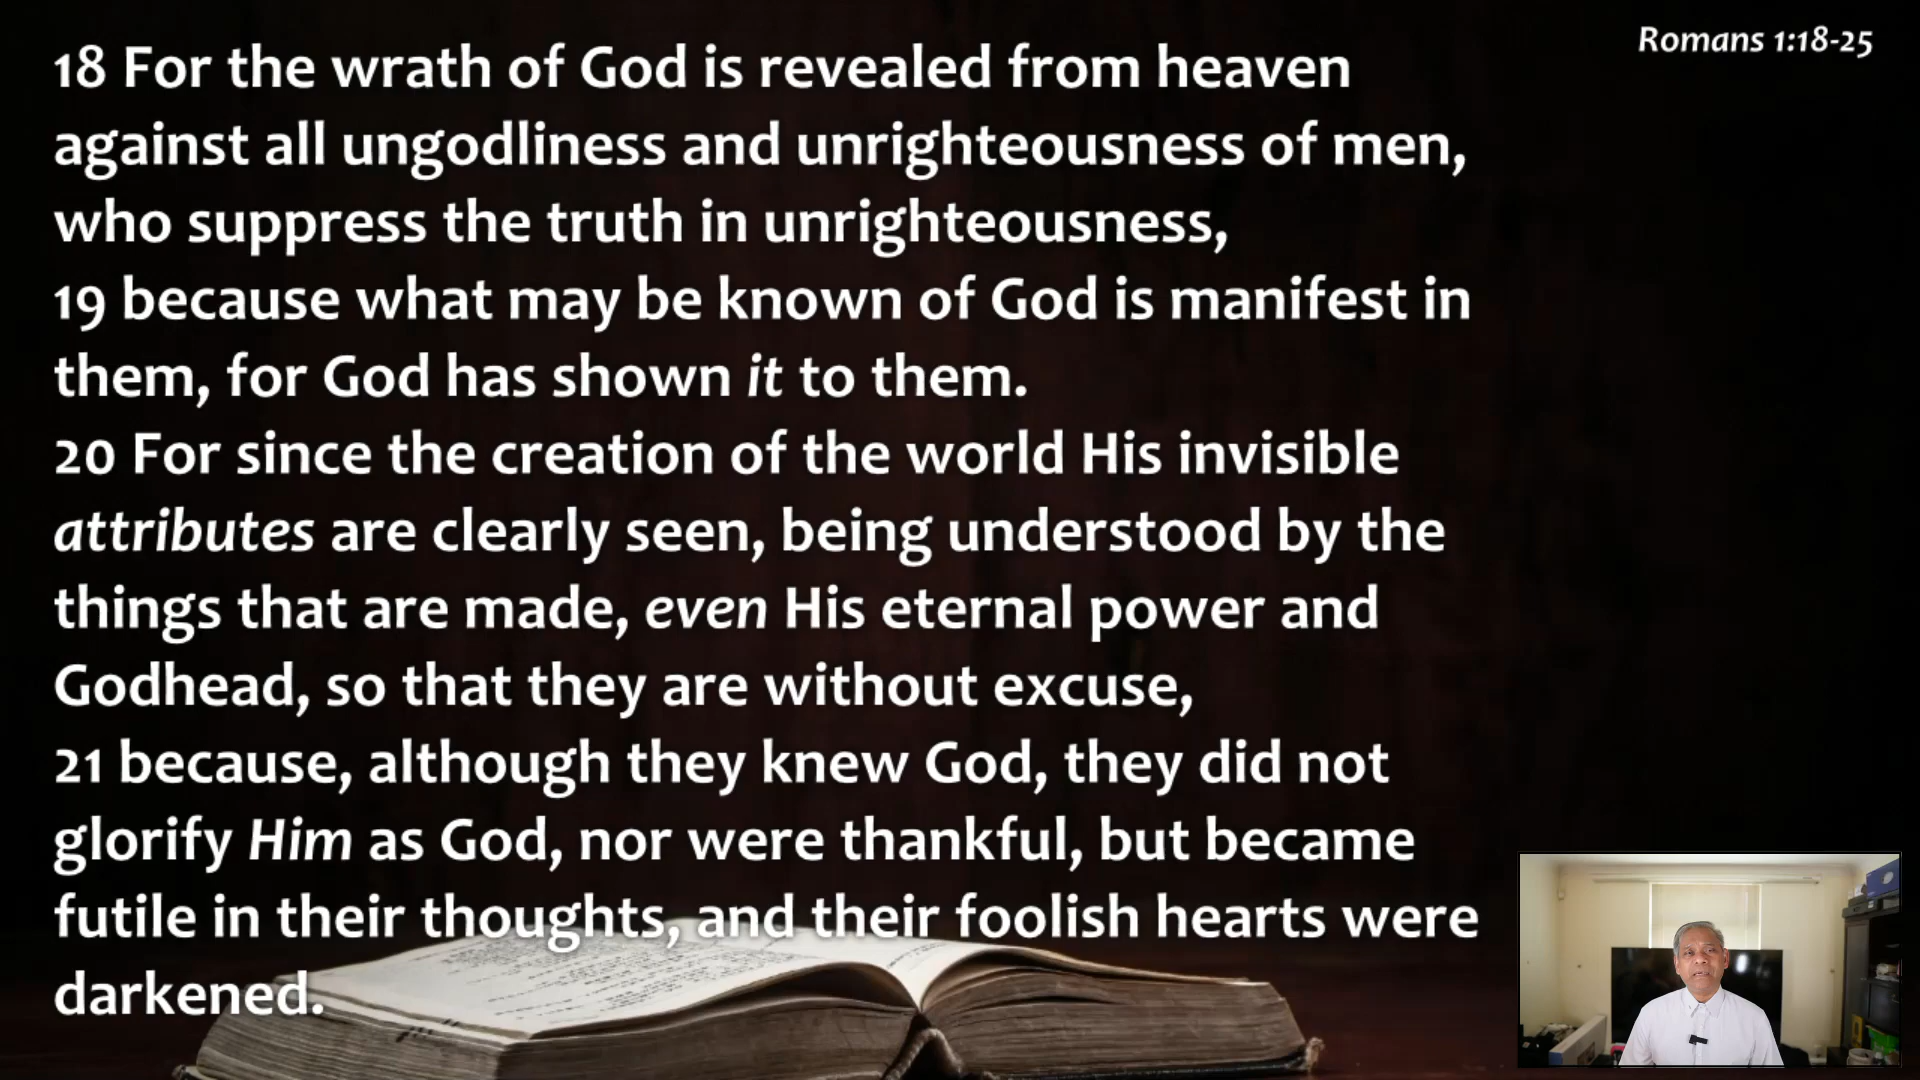 Romans 1:18-25
18 For the wrath of God is revealed from heaven
against all ungodliness and unrighteousness of men,
who suppress the truth in unrighteousness,
19 because what may be known of God is manifest in
them, for God has shown it to them.
20 For since the creation of the world His invisible
attributes are clearly seen, being understood by the
things that are made, even His eternal power and
Godhead, so that they are without excuse,
21 because, although they knew God, they did not
glorify Him as God, nor were thankful, but became
futile in their thoughts, and their foolish hearts were
darkened.